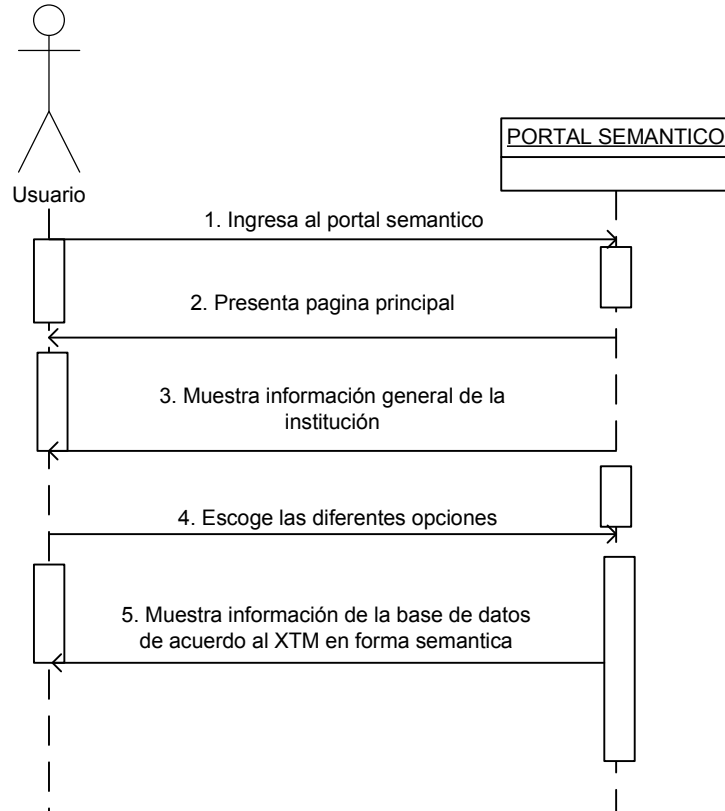 PORTAL SEMANTICO
Usuario
1. Ingresa al portal semantico
2. Presenta pagina principal
3. Muestra información general de la
institución
4. Escoge las diferentes opciones
5. Muestra información de la base de datos
de acuerdo al XTM en forma semantica